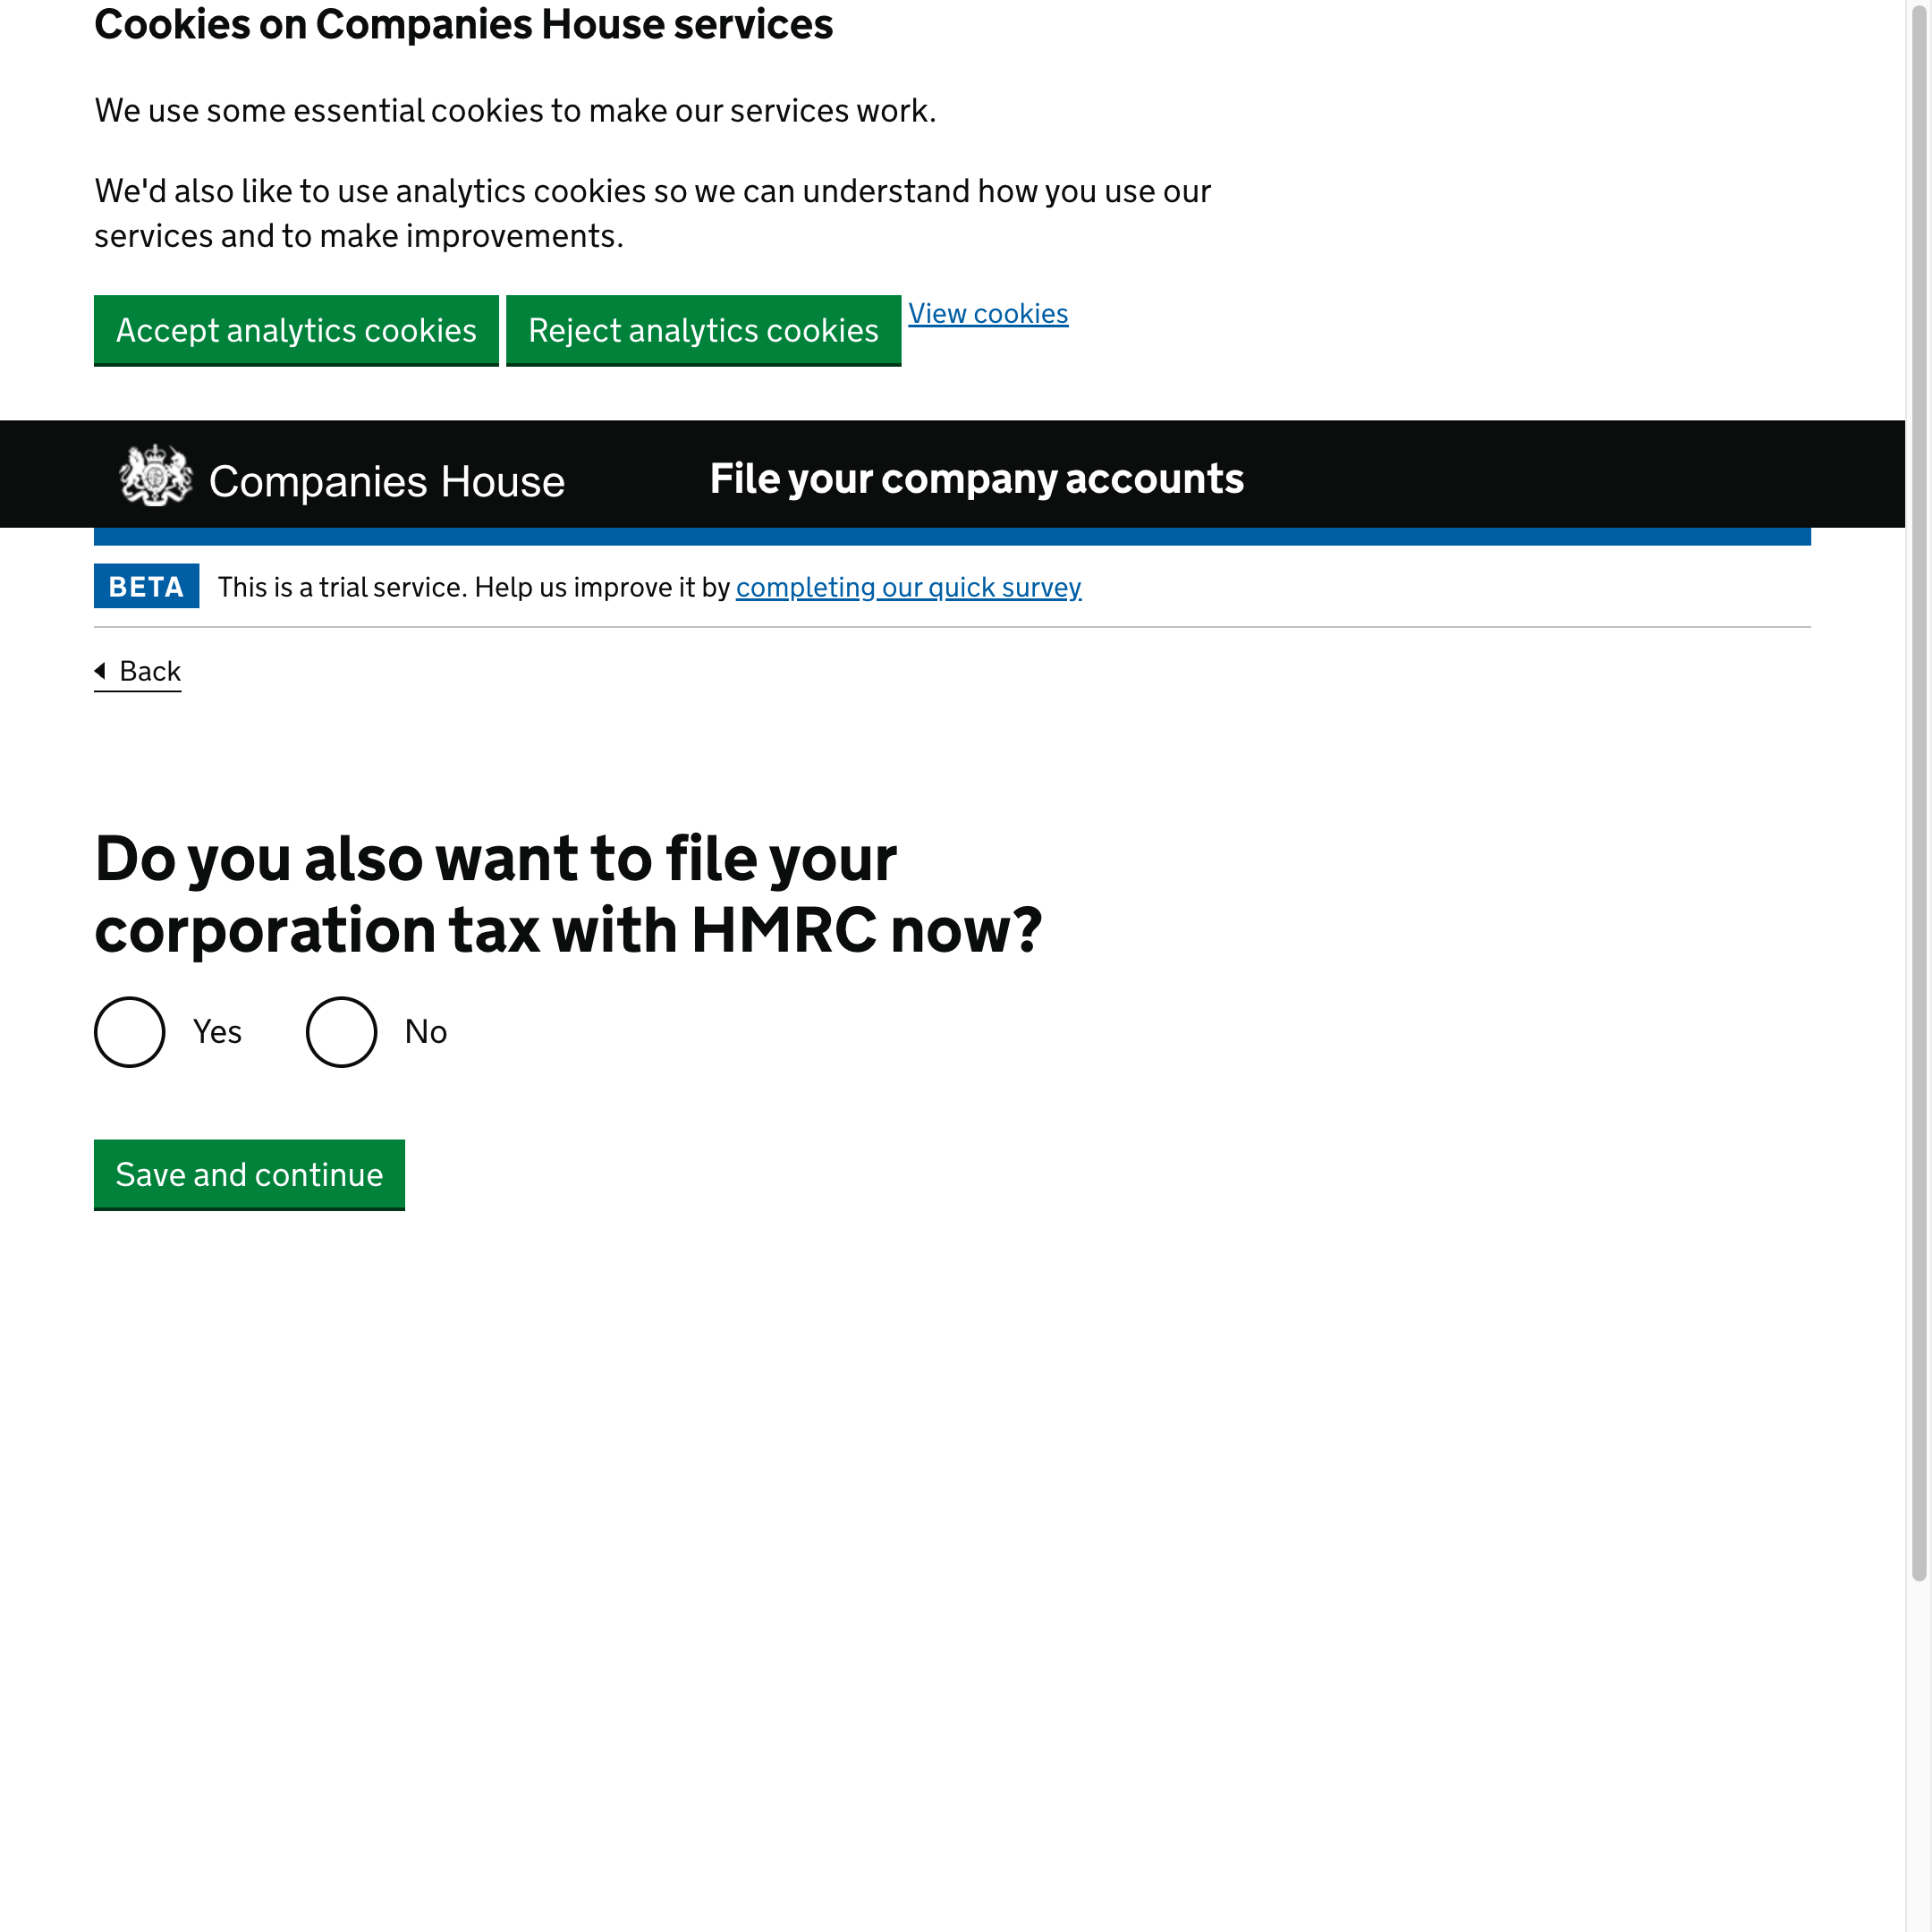 Cookies on Companies House services
We use some essential cookies to make our services work.
We'd also like to use analytics cookies so we can understand how you use our
services and to make improvements.
Accept analytics cookies Reject analytics cookies View cookies
Companies House File your company accounts
BETA This is a trial service. Help us improve it by completing our quick survey
Back
Do you also want to file your
corporation tax with HMRC now?
Yes No
Save and continue